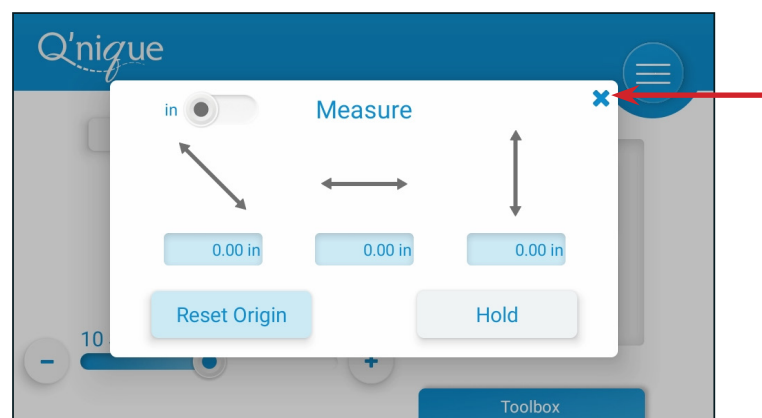 Q'nique
in
Measure
0.00 in
0.00 in
0.00 in
Reset Origin
Hold
10
Toolbox